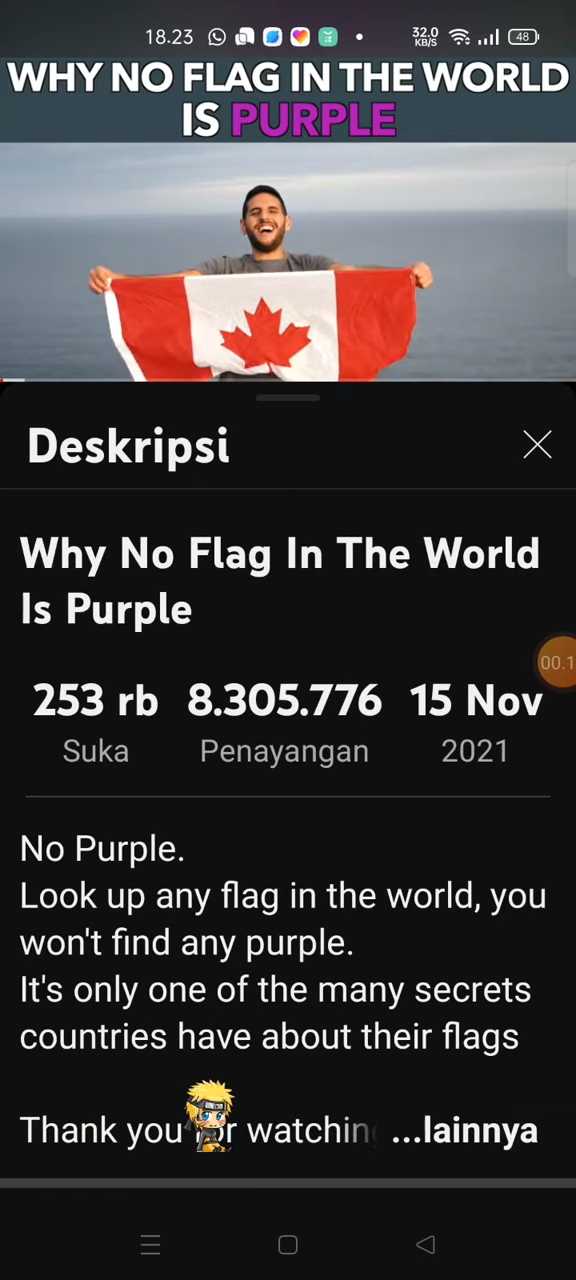 18.23
32.0
KB/S
48
WHY NO FLAG IN THE WORLD
IS PURPLE
Deskripsi
Why No Flag In The World
Is Purple
00.1
253 rb 8.305.776 15 Nov
Suka Penayangan 2021
No Purple.
Look up any flag in the world, you
won't find any purple.
It's only one of the many secrets
countries have about their flags
Thank you for watching ...lainnya